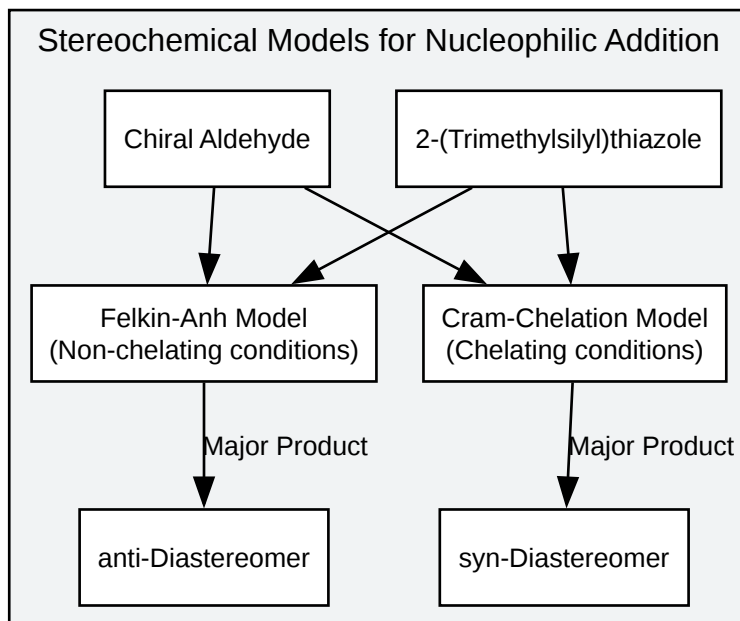 Stereochemical Models for Nucleophilic Addition
Chiral Aldehyde
2-(Trimethylsilyl)thiazole
Felkin-Anh Model
(Non-chelating conditions)
Cram-Chelation Model
(Chelating conditions)
Major Product
Major Product
anti-Diastereomer
syn-Diastereomer